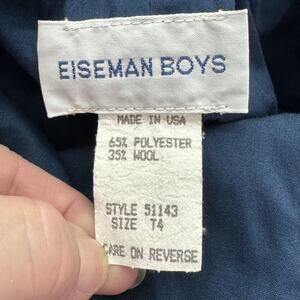 EISEMAN BOYS
MADE IN USA
65% POLYESTER
35% WOOL
STYLE 51143
SIZE T4
CARE ON REVERSE